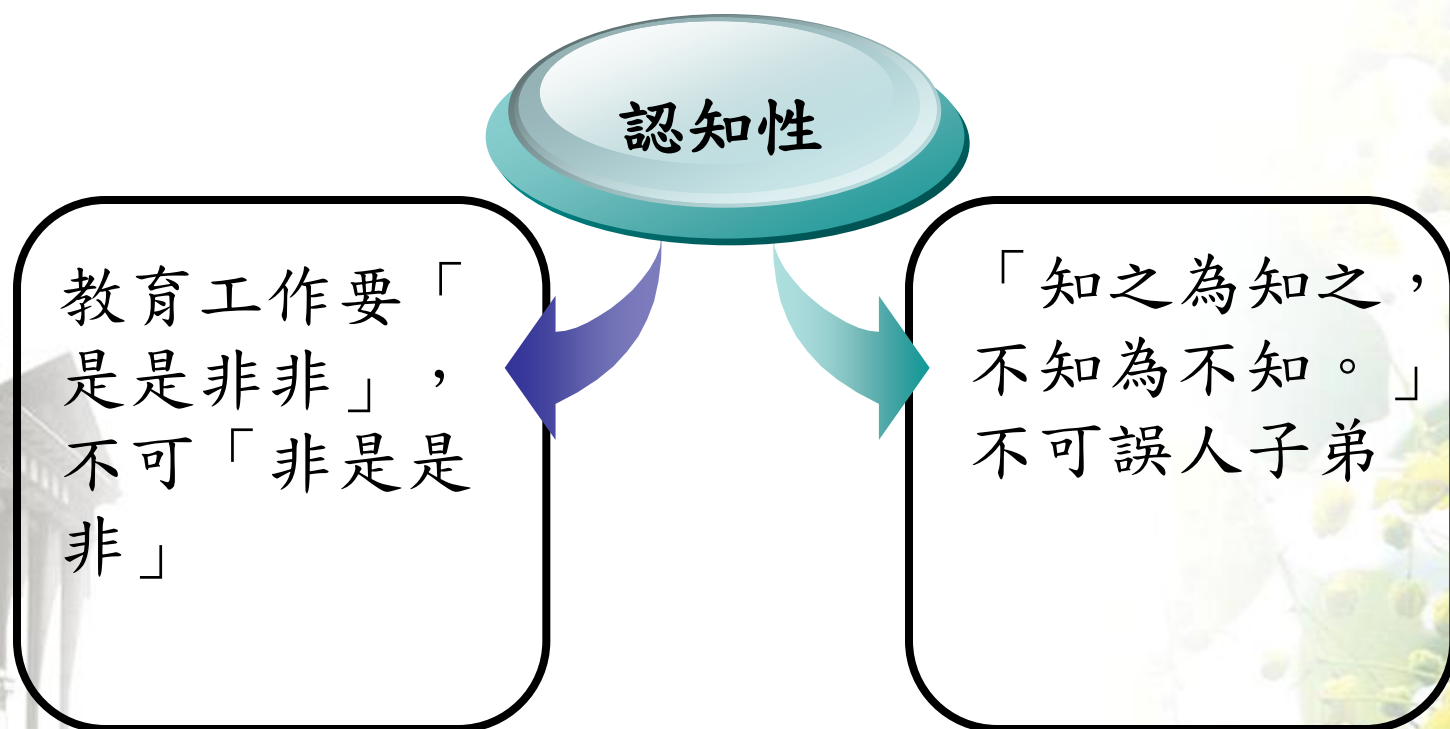 認知性
教育工作要「
是是非非」，
不可「非是是
非」
「知之為知之，
不知為不知。」
不可誤人子弟